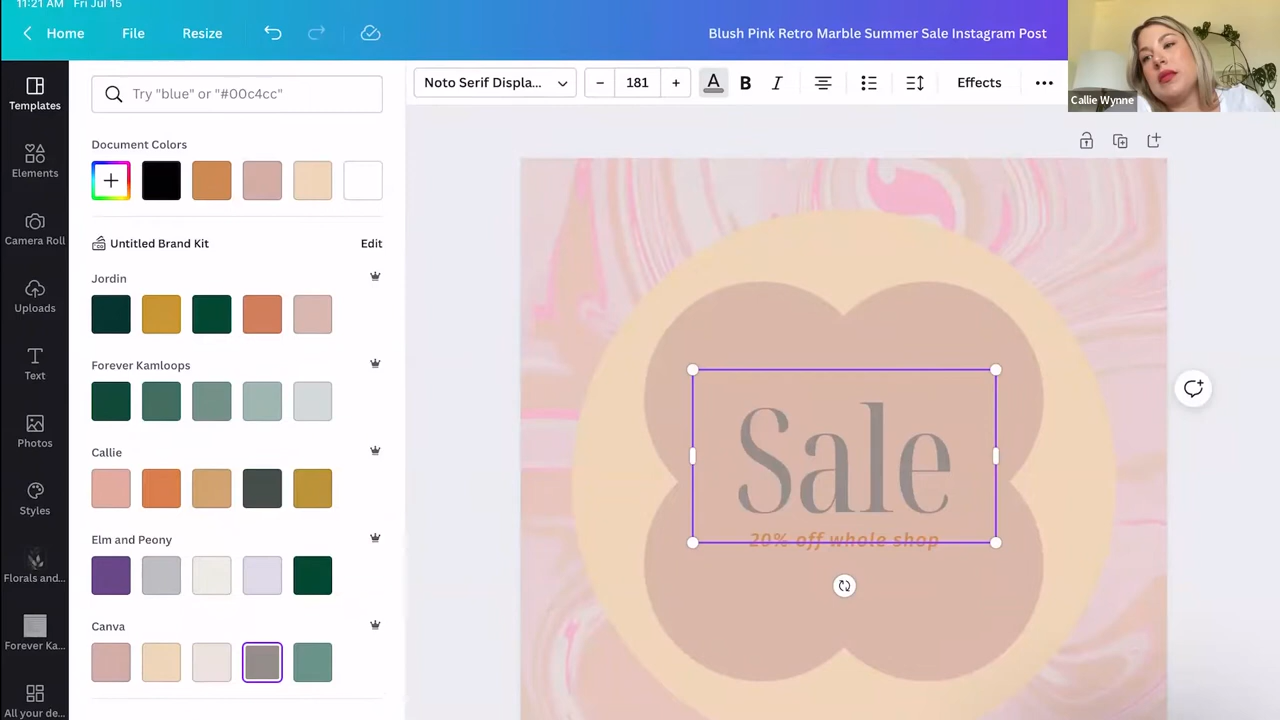 11:21 AM Fri Jul 15
Home
File
Resize
Blush Pink Retro Marble Summer Sale Instagram Post
Callie Wynne
Templates
Elements
Camera Roll
Uploads
Text
Photos
Styles
Florals and...
Forever Ka...
All your de...
Try "blue" or "#00c4cc"
Document Colors
Untitled Brand Kit
Edit
Jordin
Forever Kamloops
Callie
Elm and Peony
Canva
Noto Serif Displa...
− 181 +
A
B
I
Effects
Sale
20% off whole shop